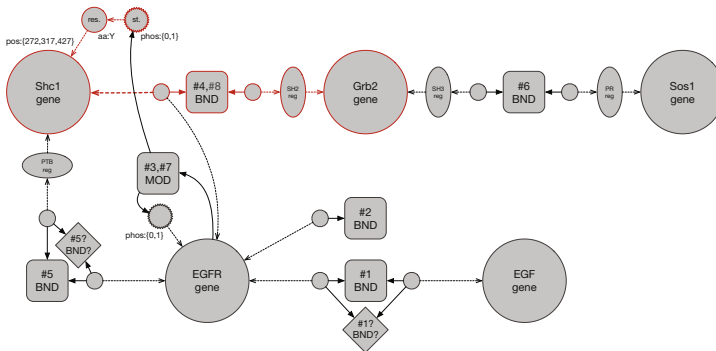 res.
st.
phos:{0,1}
aa:Y
pos:{272,317,427}
Shc1
gene
#4,#8
BND
SH2
reg
Grb2
gene
SH3
reg
#6
BND
PR
reg
Sos1
gene
PTB
reg
#3,#7
MOD
phos:{0,1}
#2
BND
#5?
BND?
#5
BND
EGFR
gene
#1
BND
EGF
gene
#1?
BND?